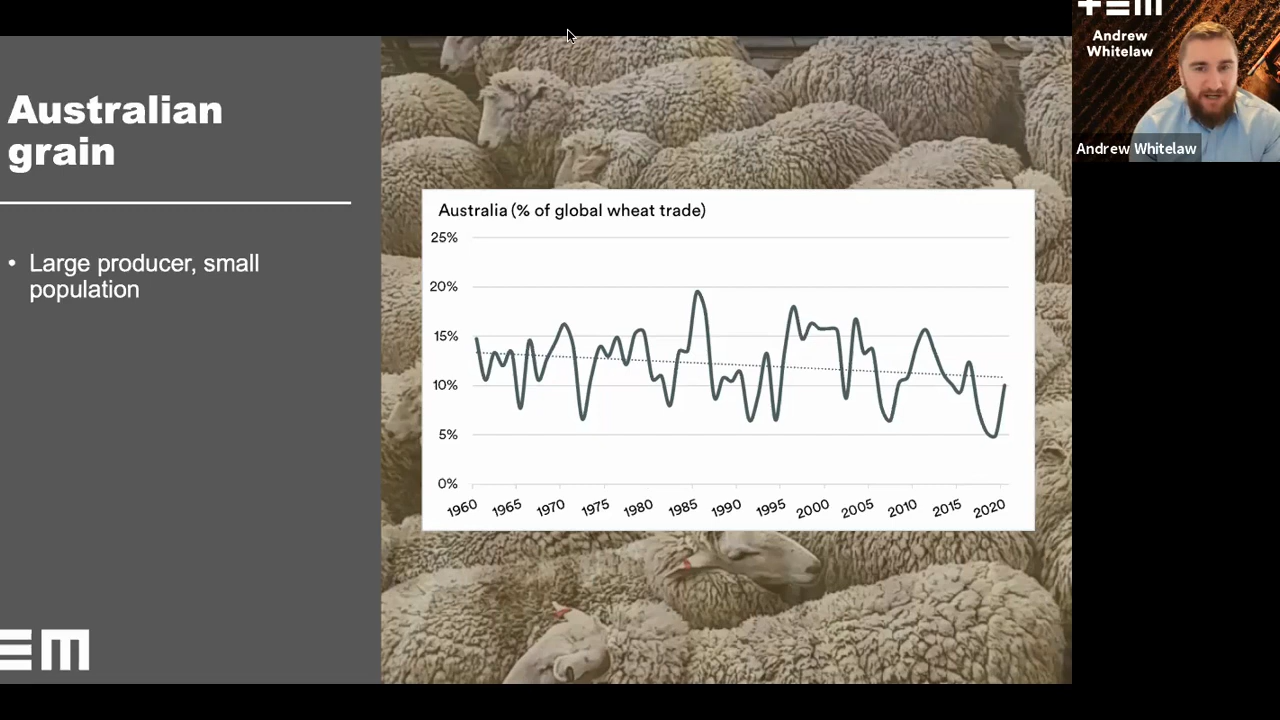 Australian
grain
• Large producer, small
population
Australia (% of global wheat trade)
25%
20%
15%
10%
5%
0%
1960 1965 1970 1975 1980 1985 1990 1995 2000 2005 2010 2015 2020
EM
Andrew
Whitelaw
Andrew Whitelaw